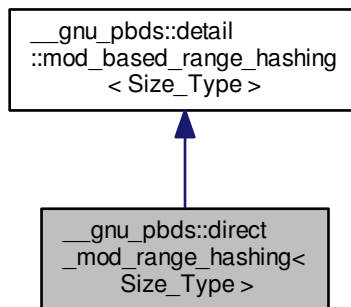 __gnu_pbds::detail
::mod_based_range_hashing
< Size_Type >
__gnu_pbds::direct
_mod_range_hashing<
Size_Type >